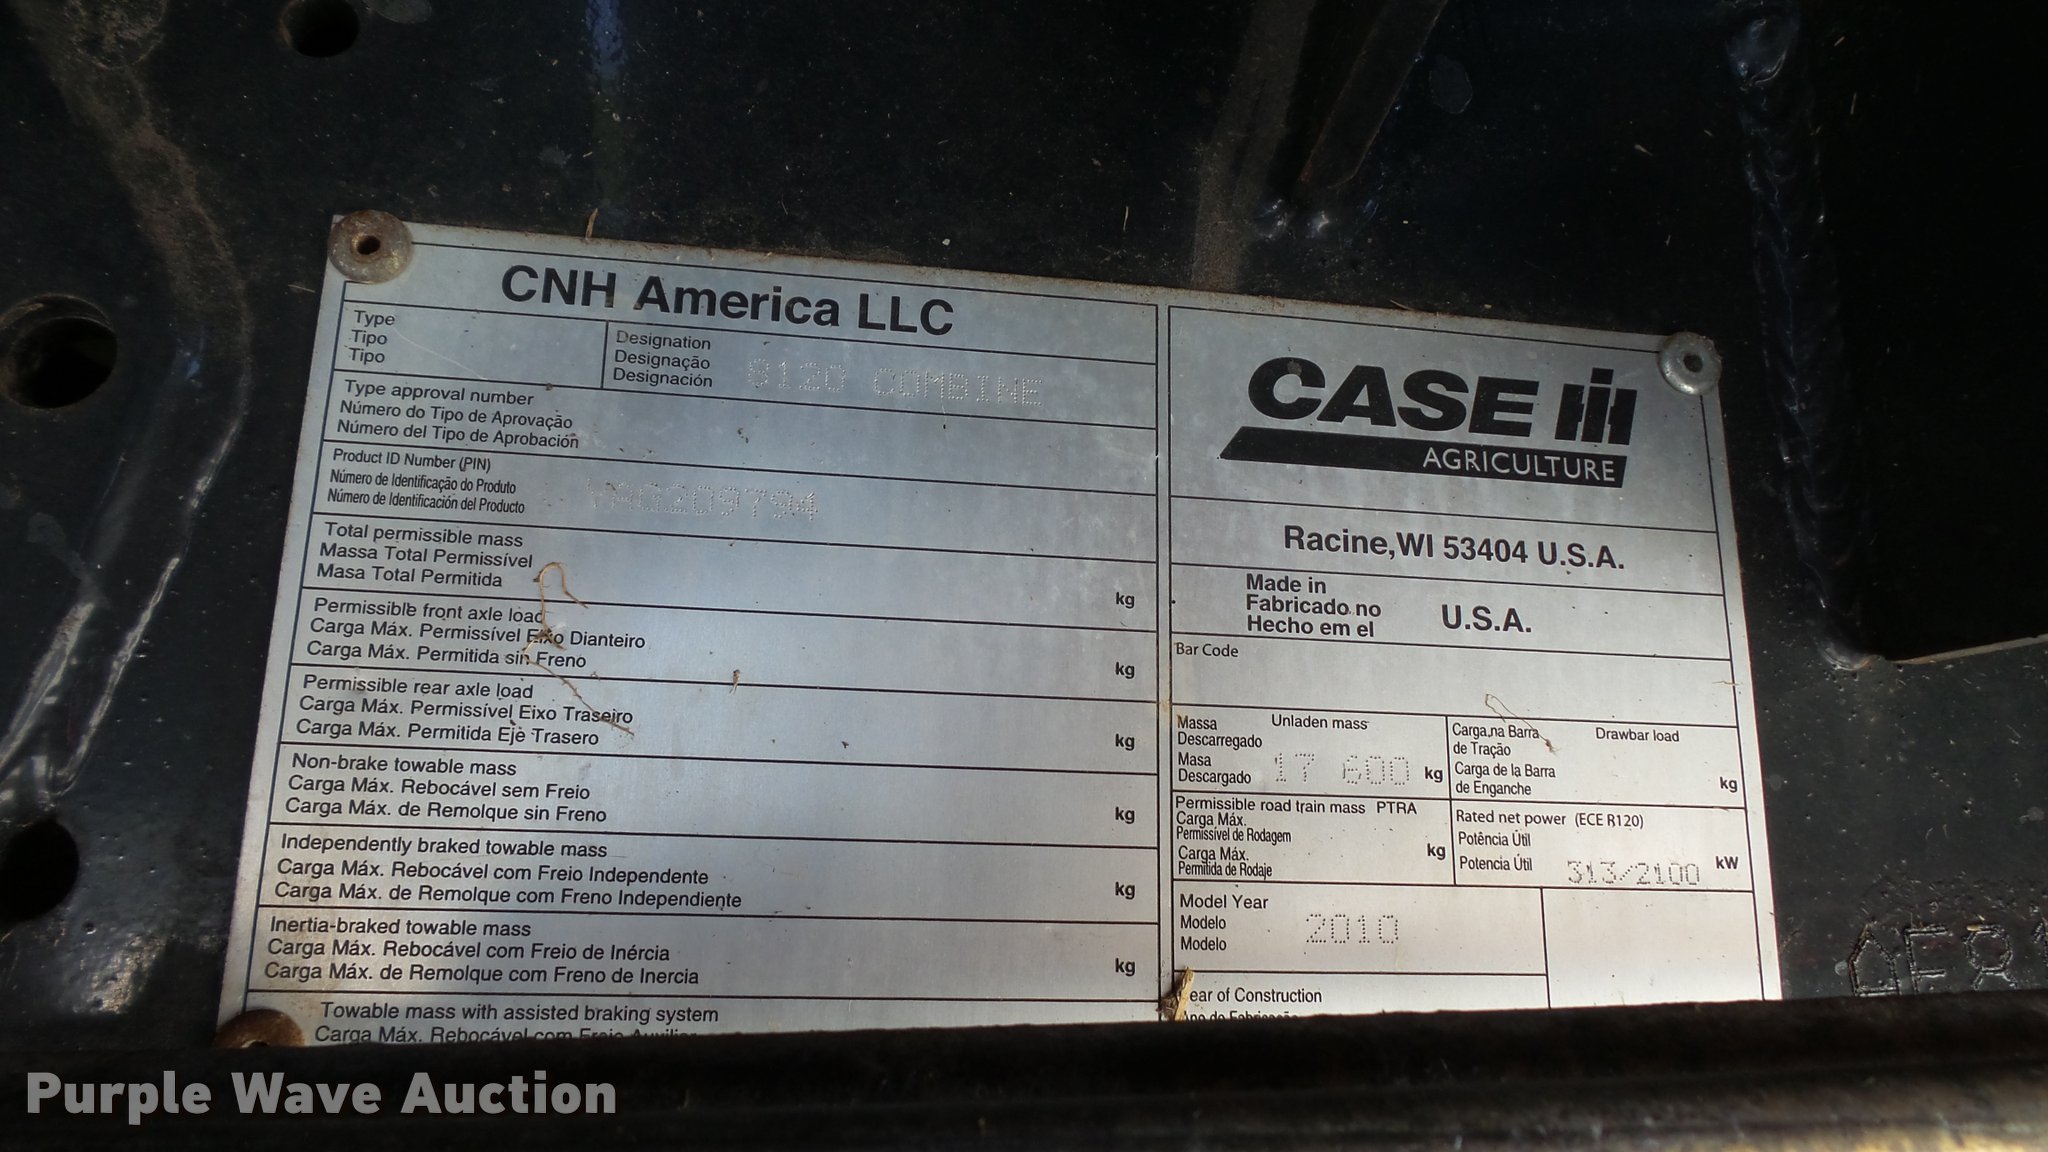 CNH America LLC
Type
Tipo
Tipo
Designation
Designação
Designación
8120 COMBINE
Type approval number
Número do Tipo de Aprovação
Número del Tipo de Aprobación
Product ID Number (PIN)
Número de Identificação do Produto
Número de Identificación del Producto
YAG209794
Total permissible mass
Massa Total Permissível
Masa Total Permitida
kg
Permissible front axle load
Carga Máx. Permissível Eixo Dianteiro
Carga Máx. Permitida sin Freno
kg
Permissible rear axle load
Carga Máx. Permissível Eixo Traseiro
Carga Máx. Permitida Eje Trasero
kg
Non-brake towable mass
Carga Máx. Rebocável sem Freio
Carga Máx. de Remolque sin Freno
kg
Independently braked towable mass
Carga Máx. Rebocável com Freio Independente
Carga Máx. de Remolque com Freno Independiente
kg
Inertia-braked towable mass
Carga Máx. Rebocável com Freio de Inércia
Carga Máx. de Remolque com Freno de Inercia
kg
Towable mass with assisted braking system
Carga Máx. Rebocável com Freio
CASE IH
AGRICULTURE
Racine,WI 53404 U.S.A.
Made in
Fabricado no
Hecho em el
U.S.A.
Bar Code
Massa
Descarregado
Masa
Descargado
Unladen mass
17 600 kg
Carga na Barra
de Tração
Carga de la Barra
de Enganche
Drawbar load
kg
Permissible road train mass PTRA
Carga Máx.
Permissível de Rodagem
Carga Máx.
Permitida de Rodaje
kg
Rated net power (ECE R120)
Potência Útil
Potencia Útil
313/2100 kW
Model Year
Modelo
Modelo
2010
ear of Construction
Purple Wave Auction